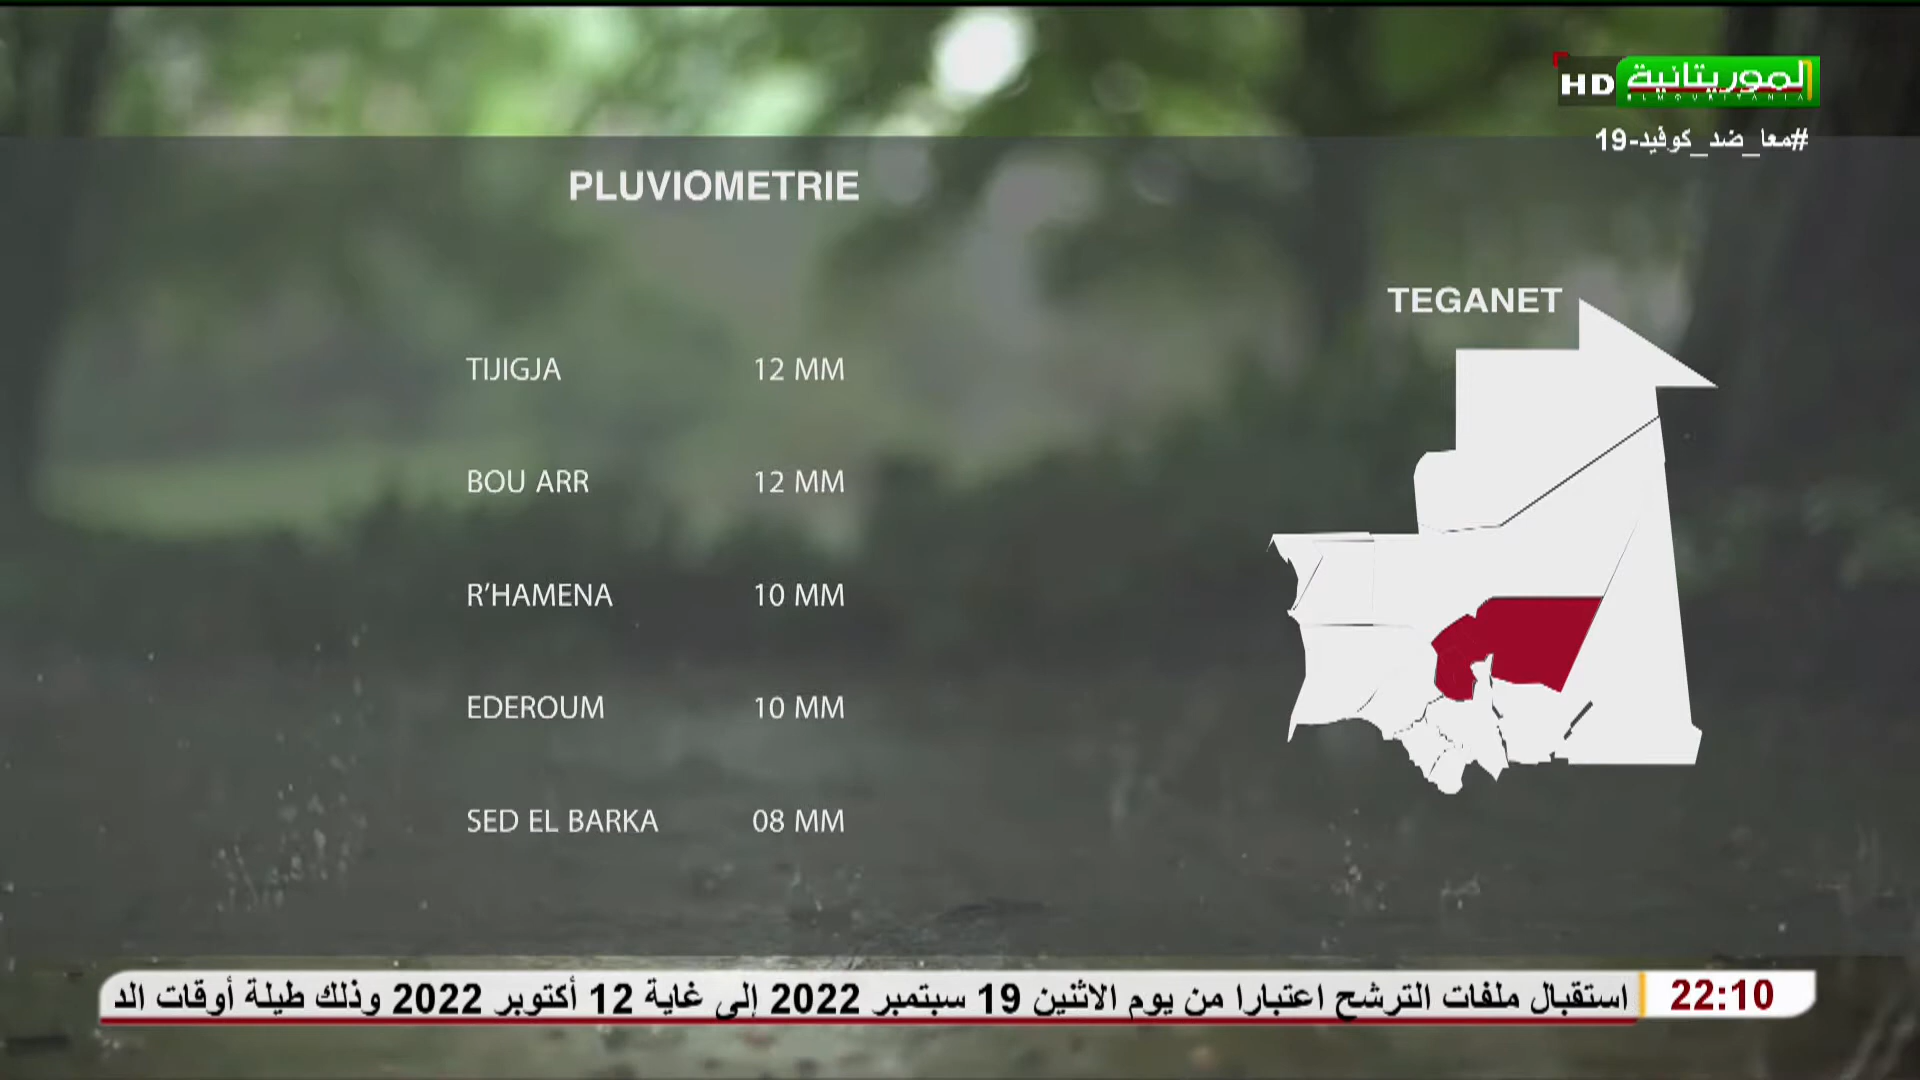 HD الموريتانية
ELMOURITANIA
#معا_ضد_كوفيد-19
PLUVIOMETRIE
TEGANET
TIJIGJA 12 MM
BOU ARR 12 MM
R’HAMENA 10 MM
EDEROUM 10 MM
SED EL BARKA 08 MM
استقبال ملفات الترشح اعتبارا من يوم الاثنين 19 سبتمبر 2022 إلى غاية 12 أكتوبر 2022 وذلك طيلة أوقات الد
22:10